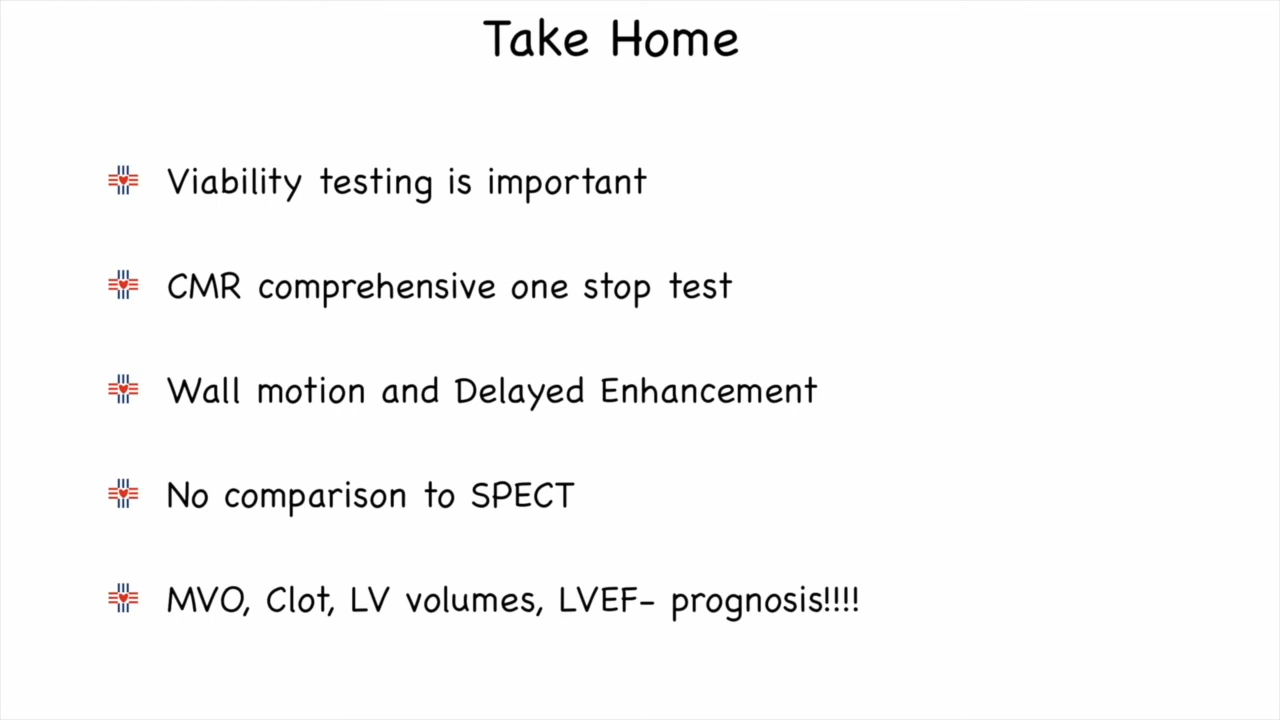 Take Home
Viability testing is important
CMR comprehensive one stop test
Wall motion and Delayed Enhancement
No comparison to SPECT
MVO, Clot, LV volumes, LVEF- prognosis!!!!